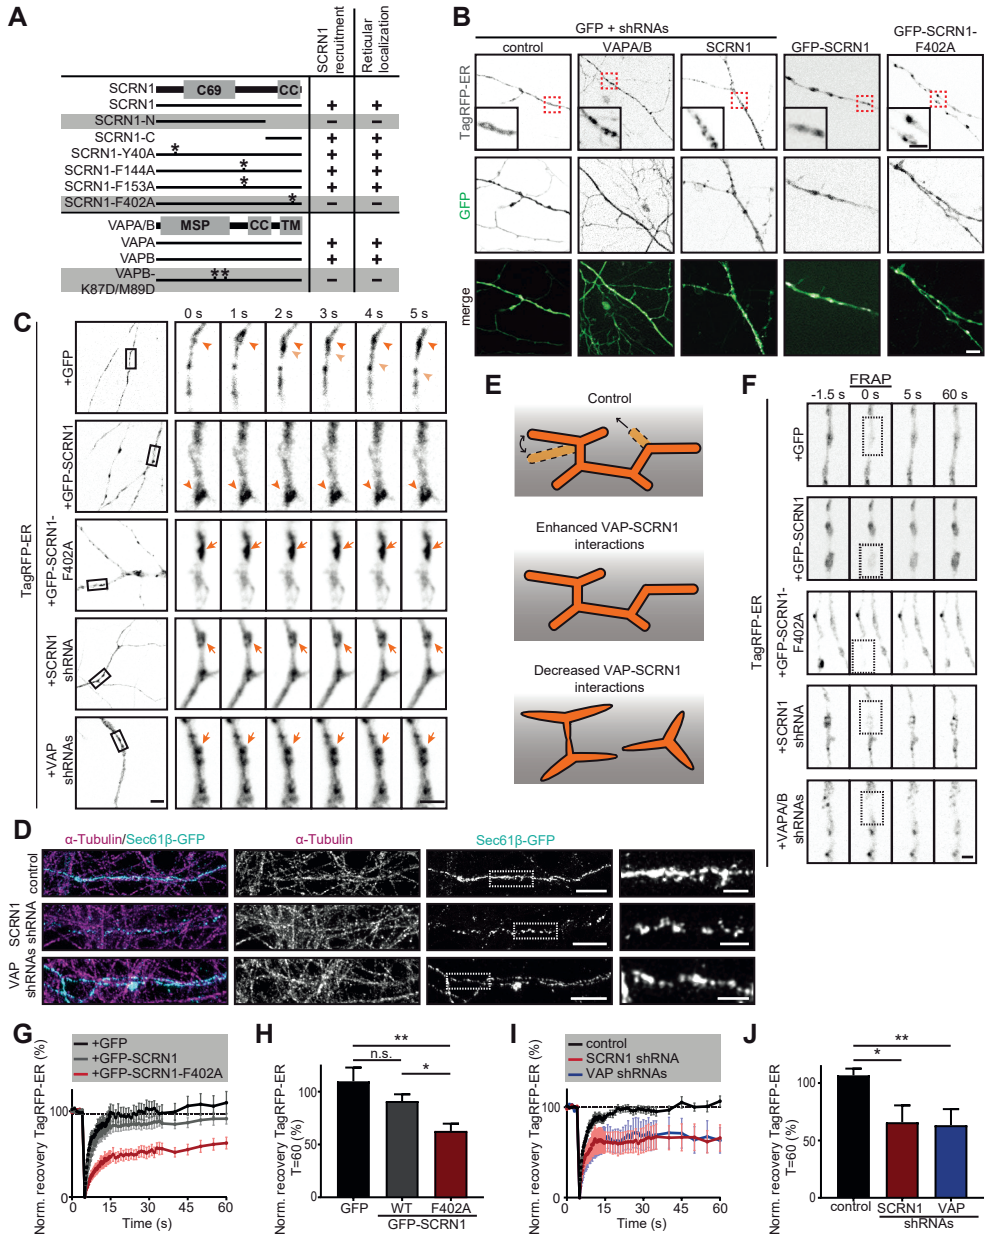 A
SCRN1 recruitment
Reticular localization
SCRN1 C69 CC
SCRN1 + +
SCRN1-N − −
SCRN1-C + +
SCRN1-Y40A * + +
SCRN1-F144A * + +
SCRN1-F153A * + +
SCRN1-F402A * − −
VAPA/B MSP CC TM
VAPA + +
VAPB + +
VAPB-K87D/M89D ** − −
B
GFP + shRNAs
control VAPA/B SCRN1 GFP-SCRN1 GFP-SCRN1-F402A
TagRFP-ER
GFP
merge
C
0 s 1 s 2 s 3 s 4 s 5 s
TagRFP-ER
+GFP
+GFP-SCRN1
+GFP-SCRN1-F402A
+SCRN1 shRNA
+VAP shRNAs
D
α-Tubulin/Sec61β-GFP α-Tubulin Sec61β-GFP
control
SCRN1 shRNA
VAP shRNAs
E
Control
Enhanced VAP-SCRN1
interactions
Decreased VAP-SCRN1
interactions
F
FRAP
-1.5 s 0 s 5 s 60 s
TagRFP-ER
+GFP
+GFP-SCRN1
+GFP-SCRN1-F402A
+SCRN1 shRNA
+VAPA/B shRNAs
G
+GFP
+GFP-SCRN1
+GFP-SCRN1-F402A
Norm. recovery TagRFP-ER (%)
100
0
0 15 30 45 60
Time (s)
H
**
n.s.
*
Norm. recovery TagRFP-ER
T=60 (%)
100
50
0
GFP WT F402A
GFP-SCRN1
I
control
SCRN1 shRNA
VAP shRNAs
Norm. recovery TagRFP-ER (%)
100
0
0 15 30 45 60
Time (s)
J
**
*
Norm. recovery TagRFP-ER
T=60 (%)
100
50
0
control SCRN1 VAP
shRNAs